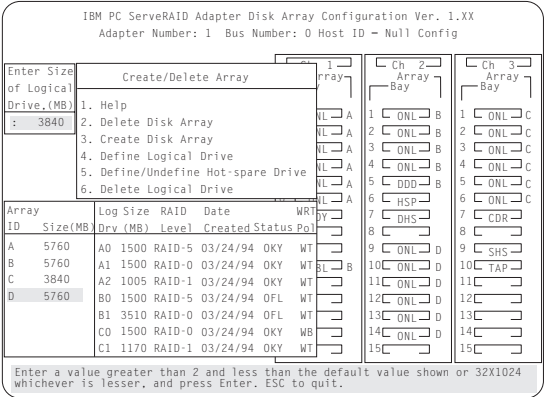 IBM PC ServeRAID Adapter Disk Array Configuration Ver. 1.XX
Adapter Number: 1 Bus Number: 0 Host ID – Null Config
Enter Size
of Logical
Drive.(MB)
: 3840
Create/Delete Array
1. Help
2. Delete Disk Array
3. Create Disk Array
4. Define Logical Drive
5. Define/Undefine Hot-spare Drive
6. Delete Logical Drive
Array Log Size RAID Date WRT
ID Size(MB) Drv (MB) Level Created Status Pol
A 5760 A0 1500 RAID-5 03/24/94 OKY WT
B 5760 A1 1500 RAID-0 03/24/94 OKY WT
C 3840 A2 1005 RAID-1 03/24/94 OKY WT
D 5760 B0 1500 RAID-5 03/24/94 OFL WT
B1 3510 RAID-0 03/24/94 OFL WT
C0 1500 RAID-0 03/24/94 OKY WB
C1 1170 RAID-1 03/24/94 OKY WT
1
Array
NL A
NL A
NL A
NL A
NL A
NL A
DY
BL B
Ch 2
Array
Bay
1 ONL B
2 ONL B
3 ONL B
4 ONL B
5 DDD B
6 HSP
7 DHS
8
9 ONL D
10 ONL D
11 ONL D
12 ONL D
13 ONL D
14 ONL D
15
Ch 3
Array
Bay
1 ONL C
2 ONL C
3 ONL C
4 ONL C
5 ONL C
6 ONL C
7 CDR
8
9 SHS
10 TAP
11
12
13
14
15
Enter a value greater than 2 and less than the default value shown or 32X1024
whichever is lesser, and press Enter. ESC to quit.